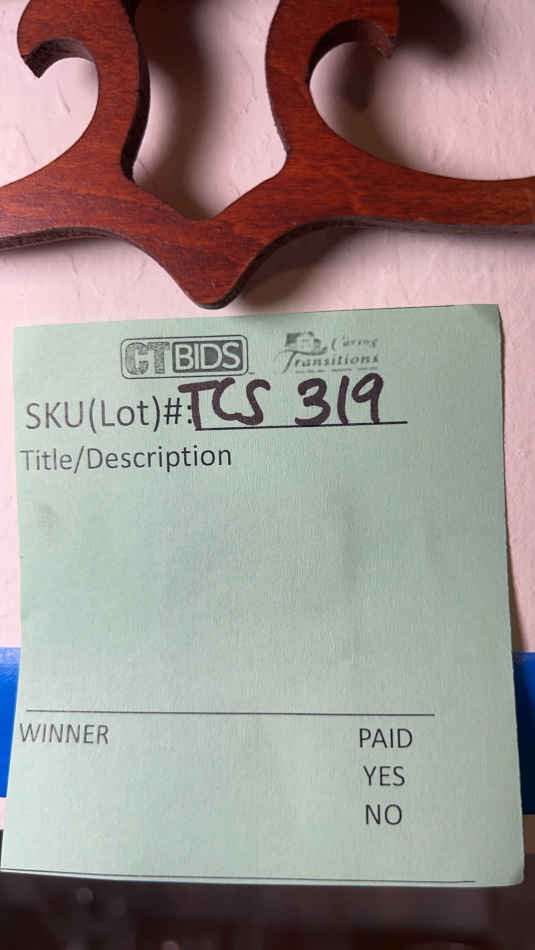 CTBIDS
Caring
Transitions
SKU(Lot)#: TCS 319
Title/Description
WINNER PAID
YES
NO